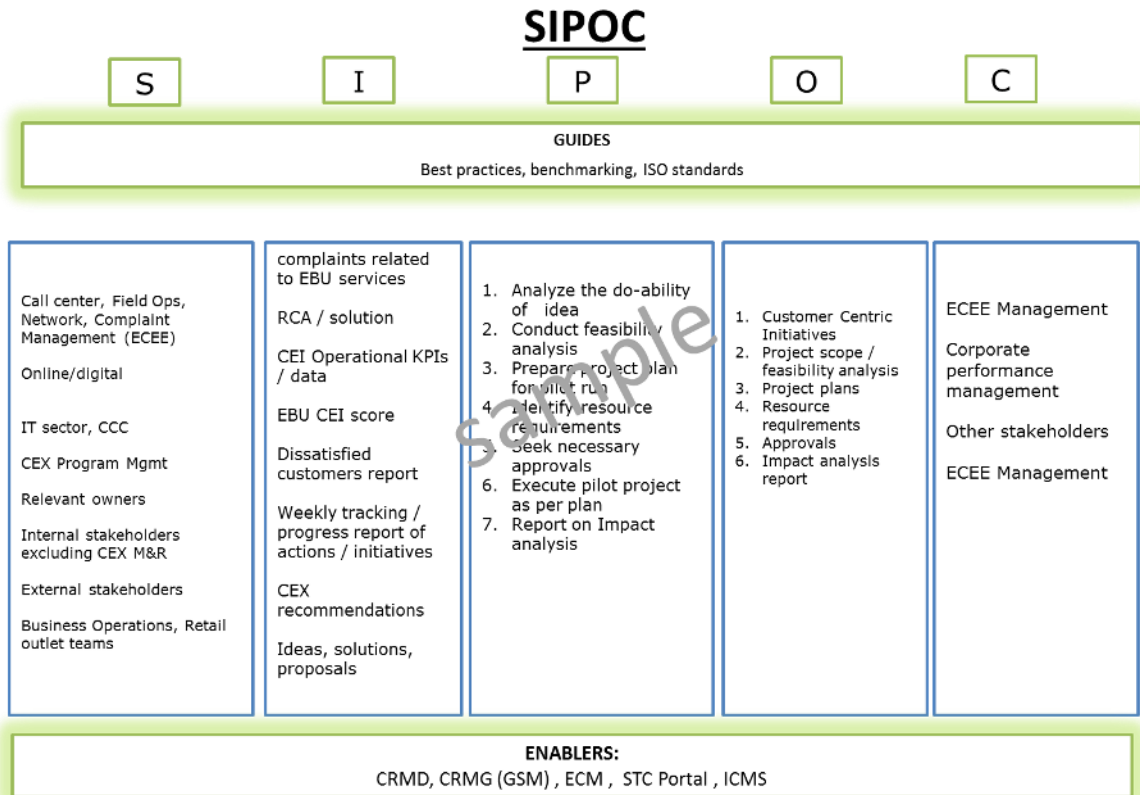 SIPOC
S
I
P
O
C
GUIDES
Best practices, benchmarking, ISO standards
Call center, Field Ops,
Network, Complaint
Management (ECEE)
Online/digital
IT sector, CCC
CEX Program Mgmt
Relevant owners
Internal stakeholders
excluding CEX M&R
External stakeholders
Business Operations, Retail
outlet teams
complaints related
to EBU services
RCA / solution
CEI Operational KPIs
/ data
EBU CEI score
Dissatisfied
customers report
Weekly tracking /
progress report of
actions / initiatives
CEX
recommendations
Ideas, solutions,
proposals
1. Analyze the do-ability
of idea
2. Conduct feasibility
analysis
3. Prepare project plan
for pilot run
4. Identify resource
requirements
5. Seek necessary
approvals
6. Execute pilot project
as per plan
7. Report on Impact
analysis
sample
1. Customer Centric
Initiatives
2. Project scope /
feasibility analysis
3. Project plans
4. Resource
requirements
5. Approvals
6. Impact analysis
report
ECEE Management
Corporate
performance
management
Other stakeholders
ECEE Management
ENABLERS:
CRMD, CRMG (GSM) , ECM , STC Portal , ICMS